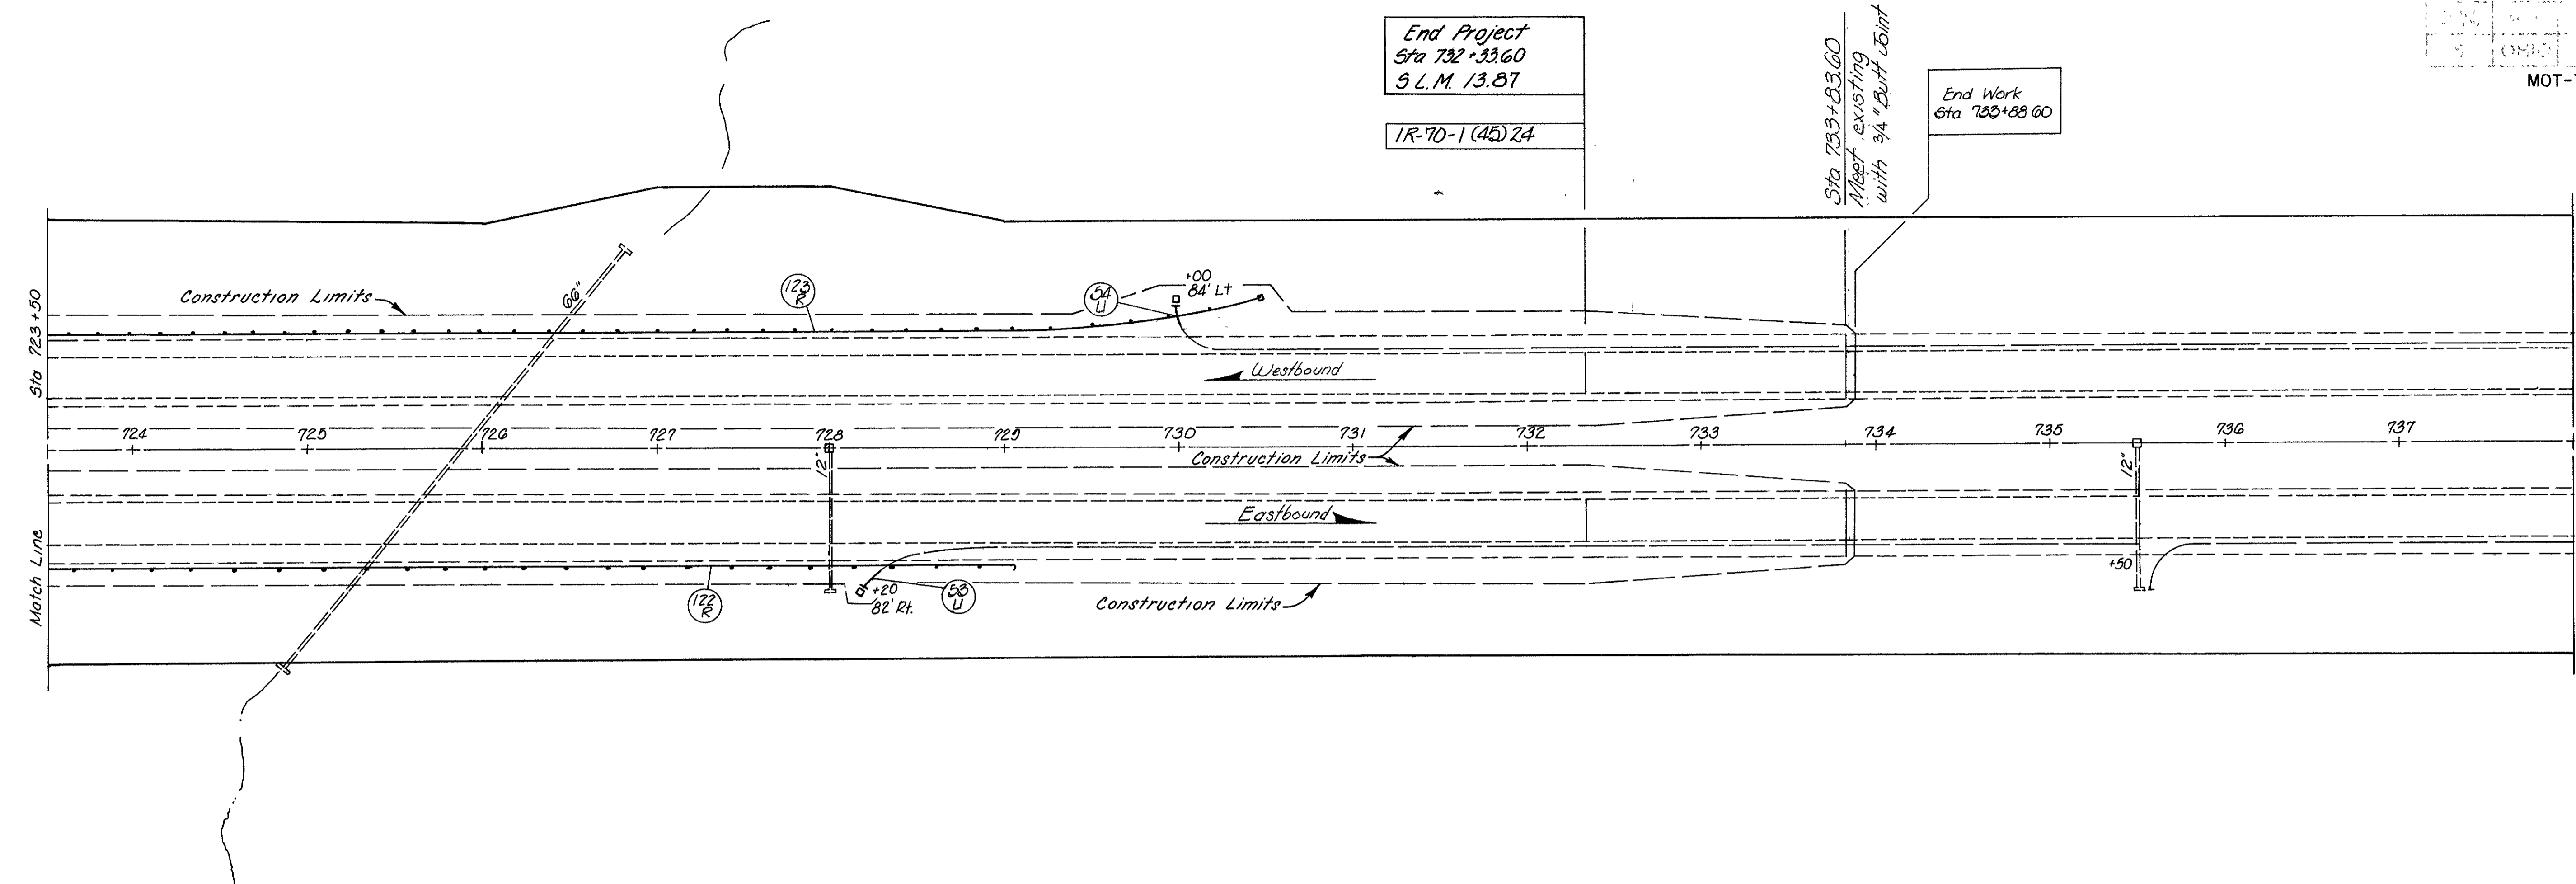 End Project
Sta 732+33.60
S.L.M. 13.87
IR-70-1(45)24
Sta 733+83.60
Meet existing
with 3/4" Butt Joint
End Work
Sta 733+88.60
5
OHIO
MOT-
Sta 723+50
Match Line
Construction Limits
66"
123
R
54
U
+00
84' Lt
Westbound
724
725
726
727
728
729
730
731
732
733
734
735
736
737
12"
Construction Limits
12"
Eastbound
122
R
+20
82' Rt.
53
U
Construction Limits
+50